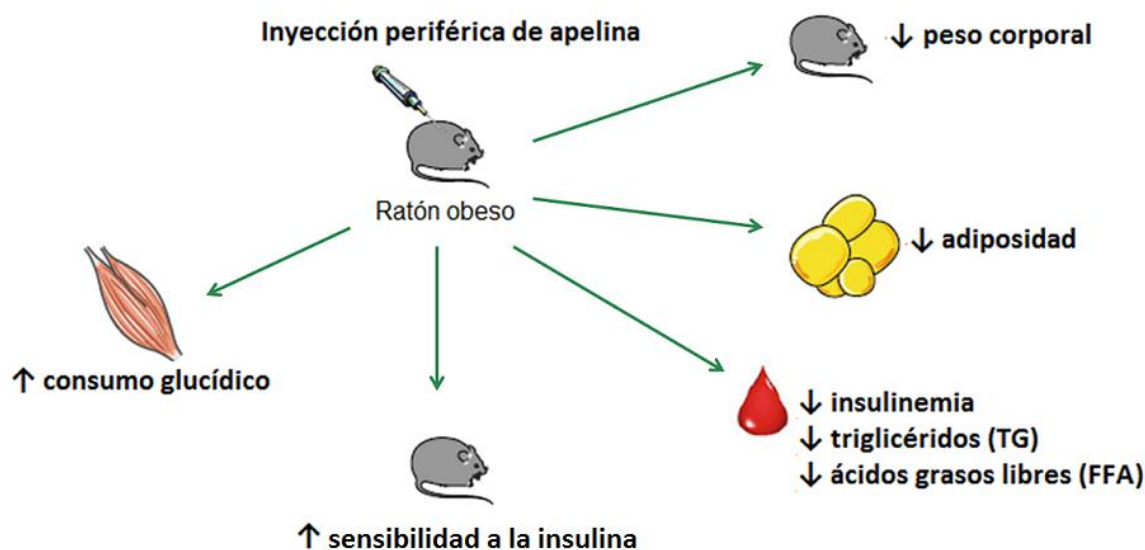 Inyección periférica de apelina
↓ peso corporal
Ratón obeso
↓ adiposidad
↑ consumo glucídico
↓ insulinemia
↓ triglicéridos (TG)
↓ ácidos grasos libres (FFA)
↑ sensibilidad a la insulina